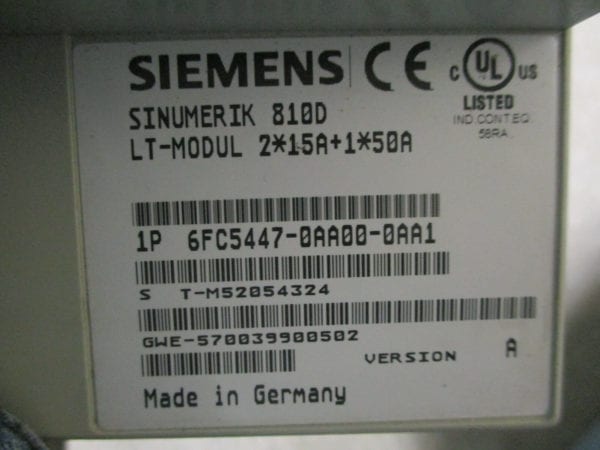 SIEMENS CE C UL US
SINUMERIK 810D LISTED
LT-MODUL 2*15A+1*50A IND.CONT.EQ.
58RA
1P 6FC5447-0AA00-0AA1
S T-M52054324
GWE-570039900502
VERSION A
Made in Germany